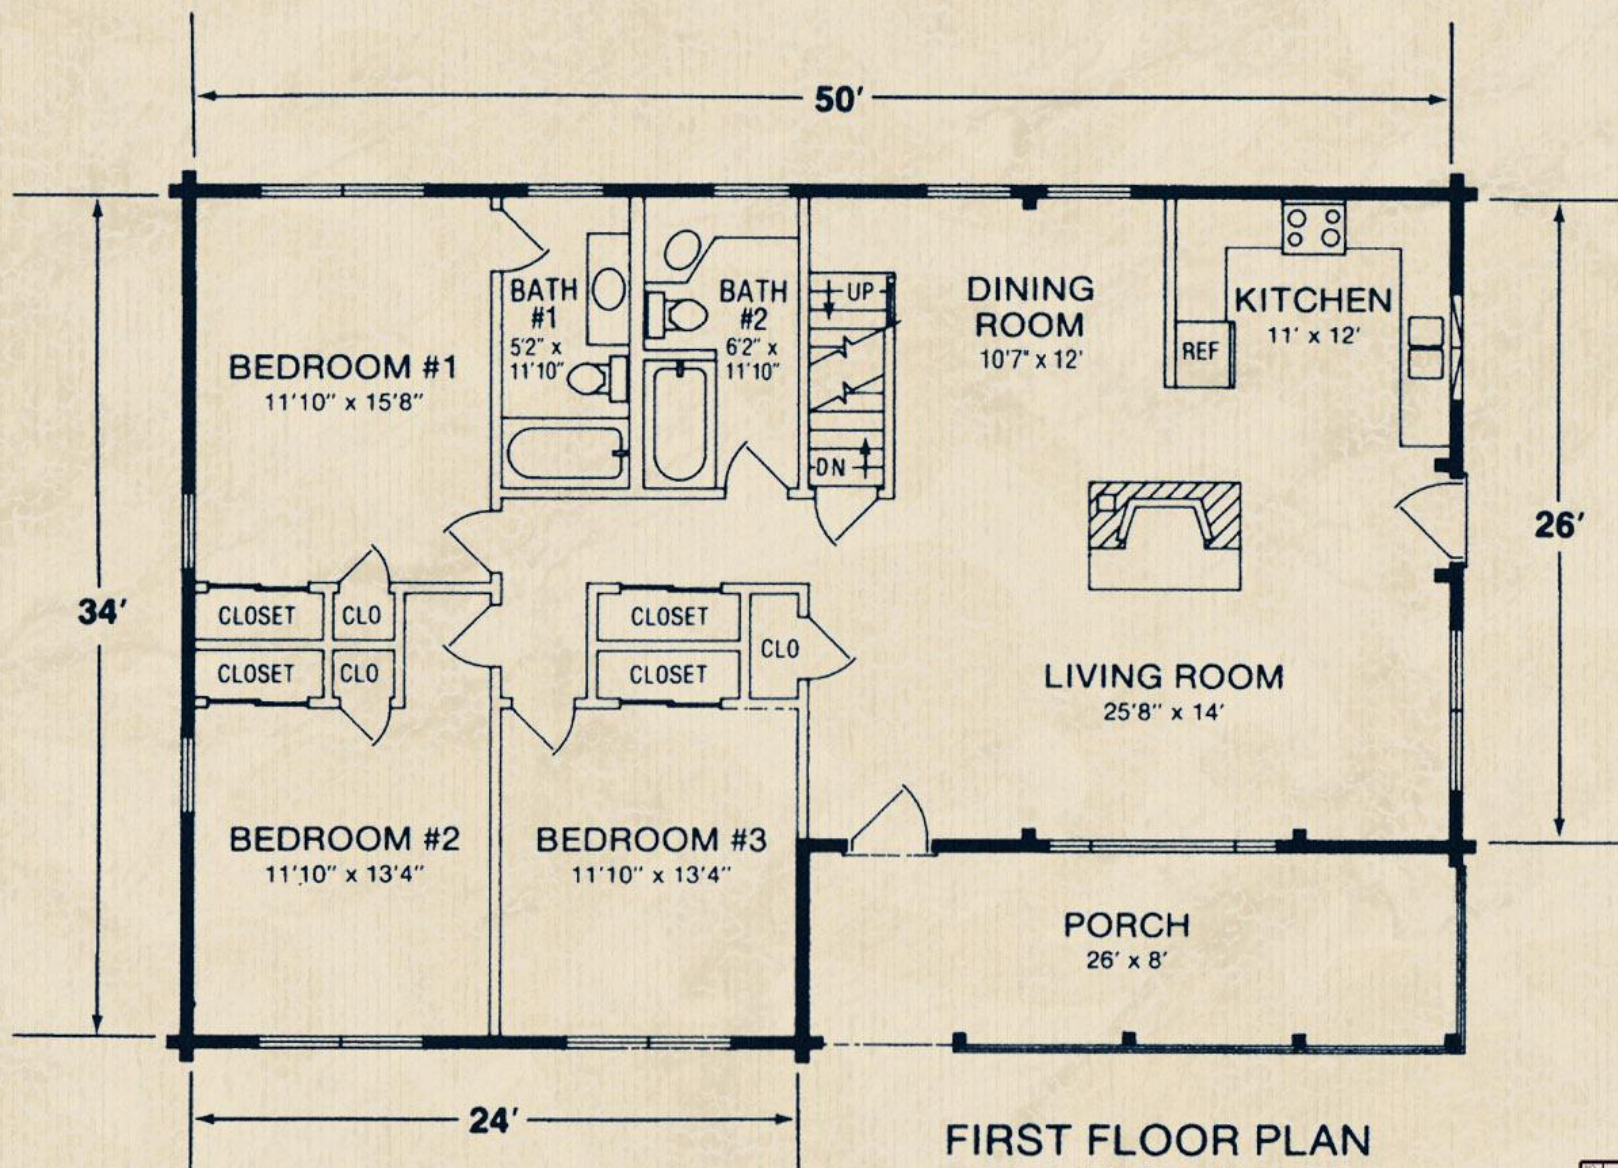 50′
BATH
#1
5'2" x
11'10"
BATH
#2
6'2" x
11'10"
UP
DINING
ROOM
10'7" x 12'
KITCHEN
11' x 12'
REF
BEDROOM #1
11'10" x 15'8"
DN
26′
34′
CLOSET
CLO
CLOSET
CLO
CLOSET
CLOSET
CLO
LIVING ROOM
25'8" x 14'
BEDROOM #2
11'10" x 13'4"
BEDROOM #3
11'10" x 13'4"
PORCH
26' x 8'
24′
FIRST FLOOR PLAN